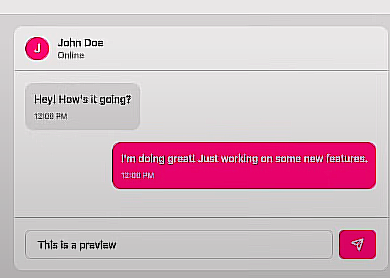 J
John Doe
Online
Hey! How's it going?
12:00 PM
I'm doing great! Just working on some new features.
12:00 PM
This is a preview